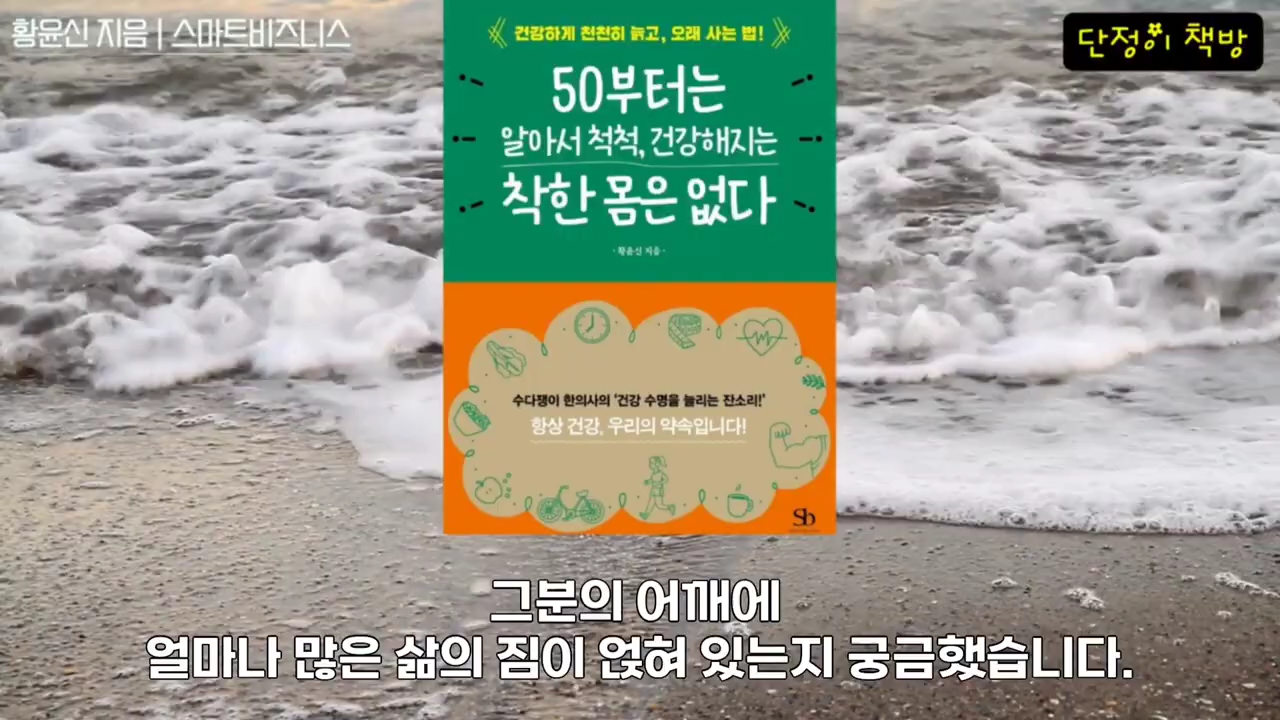 황윤신 지음 | 스마트비즈니스
단정히 책방
건강하게 천천히 늙고, 오래 사는 법!
50부터는
알아서 척척, 건강해지는
착한 몸은 없다
· 황윤신 지음 ·
수다쟁이 한의사의 '건강 수명을 늘리는 잔소리!'
항상 건강, 우리의 약속입니다!
Sb
그분의 어깨에
얼마나 많은 삶의 짐이 얹혀 있는지 궁금했습니다.